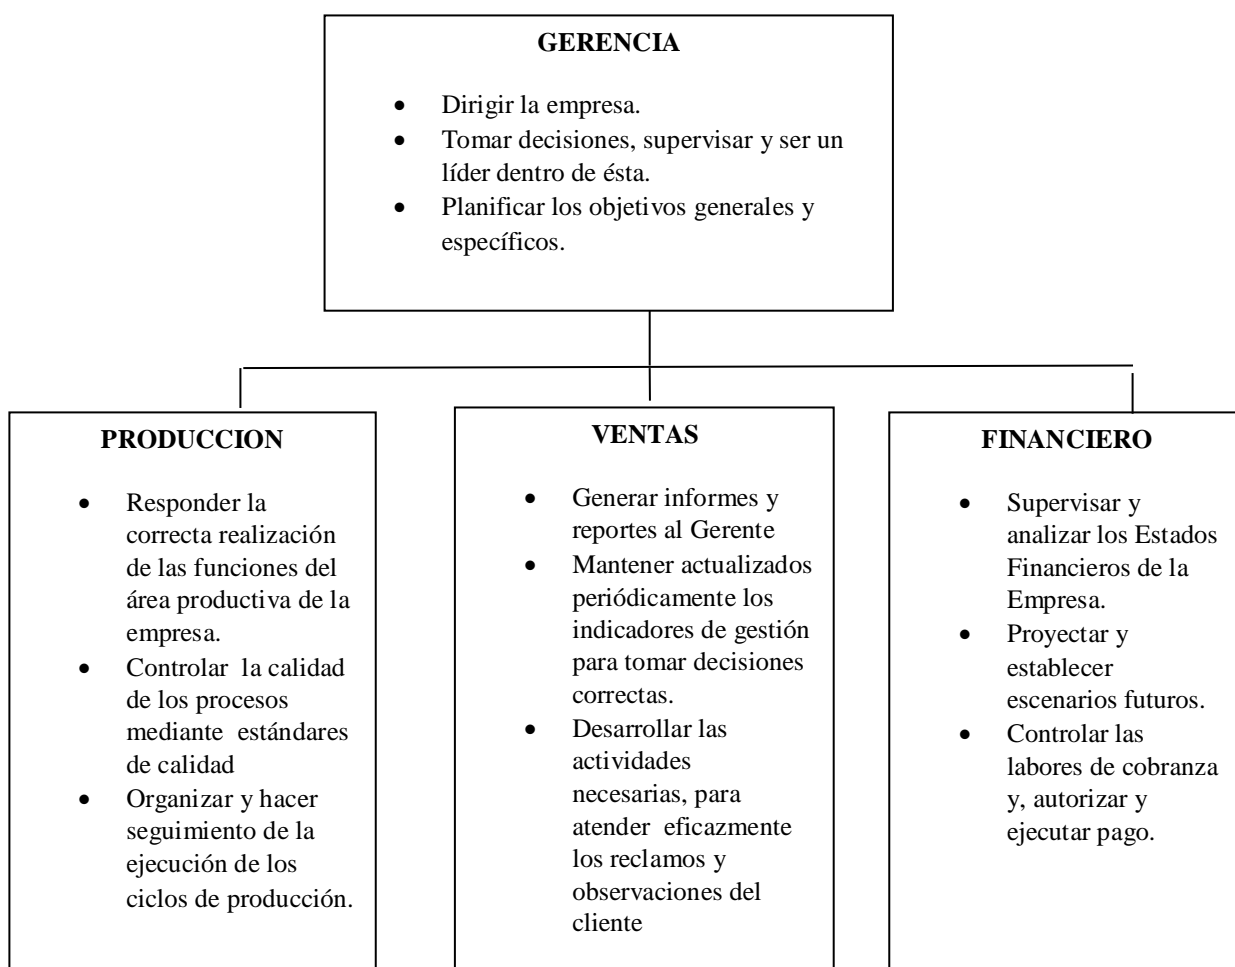 GERENCIA
• Dirigir la empresa.
• Tomar decisiones, supervisar y ser un
líder dentro de ésta.
• Planificar los objetivos generales y
específicos.
PRODUCCION
• Responder la
correcta realización
de las funciones del
área productiva de la
empresa.
• Controlar  la calidad
de los procesos
mediante  estándares
de calidad
• Organizar y hacer
seguimiento de la
ejecución de los
ciclos de producción.
VENTAS
• Generar informes y
reportes al Gerente
• Mantener actualizados
periódicamente los
indicadores de gestión
para tomar decisiones
correctas.
• Desarrollar las
actividades
necesarias, para
atender  eficazmente
los reclamos y
observaciones del
cliente
FINANCIERO
• Supervisar y
analizar los Estados
Financieros de la
Empresa.
• Proyectar y
establecer
escenarios futuros.
• Controlar las
labores de cobranza
y, autorizar y
ejecutar pago.